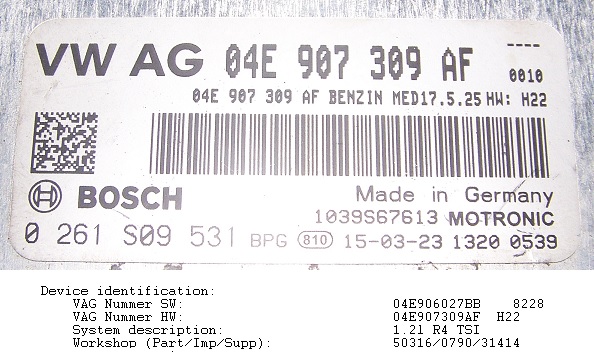 ----
VW AG 04E 907 309 AF 0010
04E 907 309 AF BENZIN MED17.5.25 HW: H22
BOSCH Made in Germany
1039S67613 MOTRONIC
0 261 S09 531 BPG 810 15-03-23 1320 0539
Device identification:
VAG Nummer SW: 04E906027BB 8228
VAG Nummer HW: 04E907309AF H22
System description: 1.2l R4 TSI
Workshop (Part/Imp/Supp): 50316/0790/31414